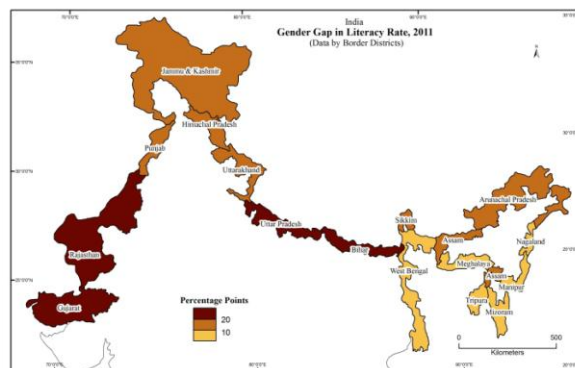 India
Gender Gap in Literacy Rate, 2011
(Data by Border Districts)
N
Jammu & Kashmir
Himachal Pradesh
Punjab
Uttarakhand
Arunachal Pradesh
Sikkim
Uttar Pradesh
Assam
Nagaland
Bihar
Rajasthan
Meghalaya
West Bengal
Assam
Manipur
Gujarat
Tripura
Mizoram
Percentage Points
20
10
0
500
Kilometers